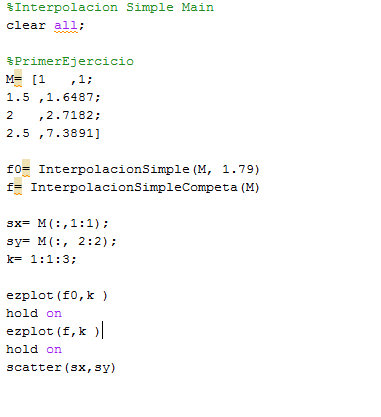 %Interpolacion Simple Main
clear all;
%PrimerEjercicio
M= [1   ,1;
1.5 ,1.6487;
2   ,2.7182;
2.5 ,7.3891]
f0= InterpolacionSimple(M, 1.79)
f= InterpolacionSimpleCompeta(M)
sx= M(:,1:1);
sy= M(:, 2:2);
k= 1:1:3;
ezplot(f0,k )
hold on
ezplot(f,k )
hold on
scatter(sx,sy)